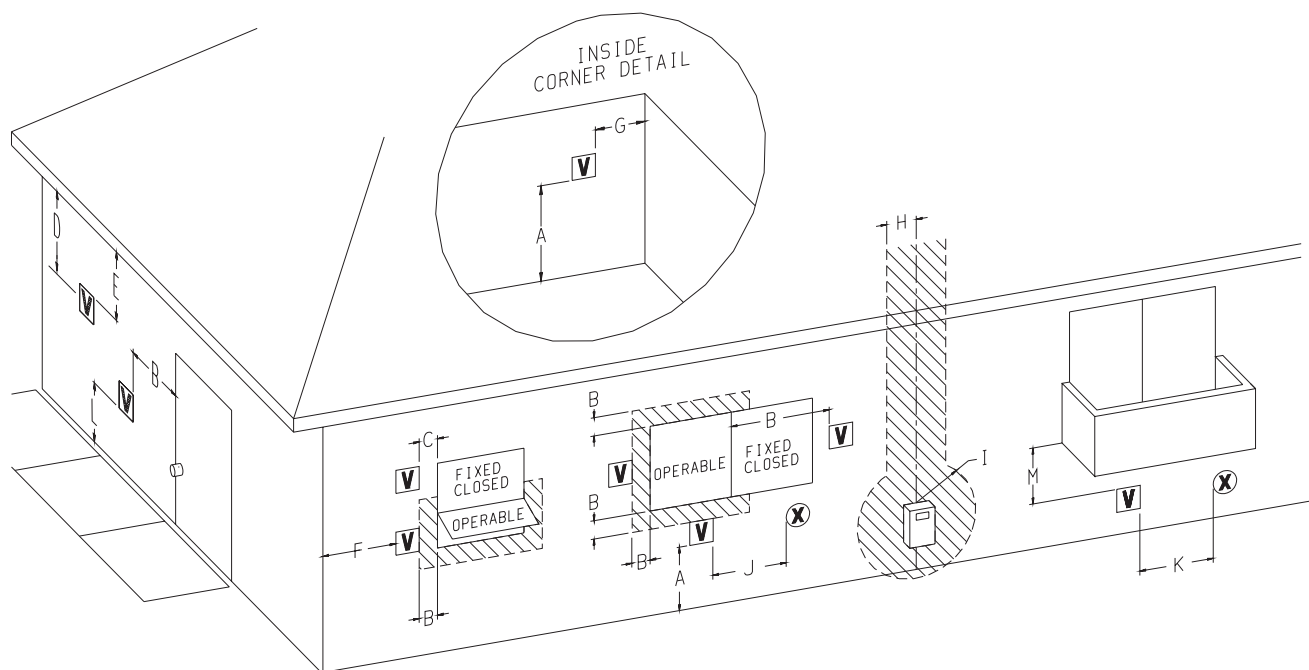 INSIDE
CORNER DETAIL
G
V
A
H
D
E
V
B
V
L
C
V
FIXED
CLOSED
OPERABLE
V
F
B
B
B
V
OPERABLE
FIXED
CLOSED
V
B
B
V
X
J
A
I
M
V
X
K